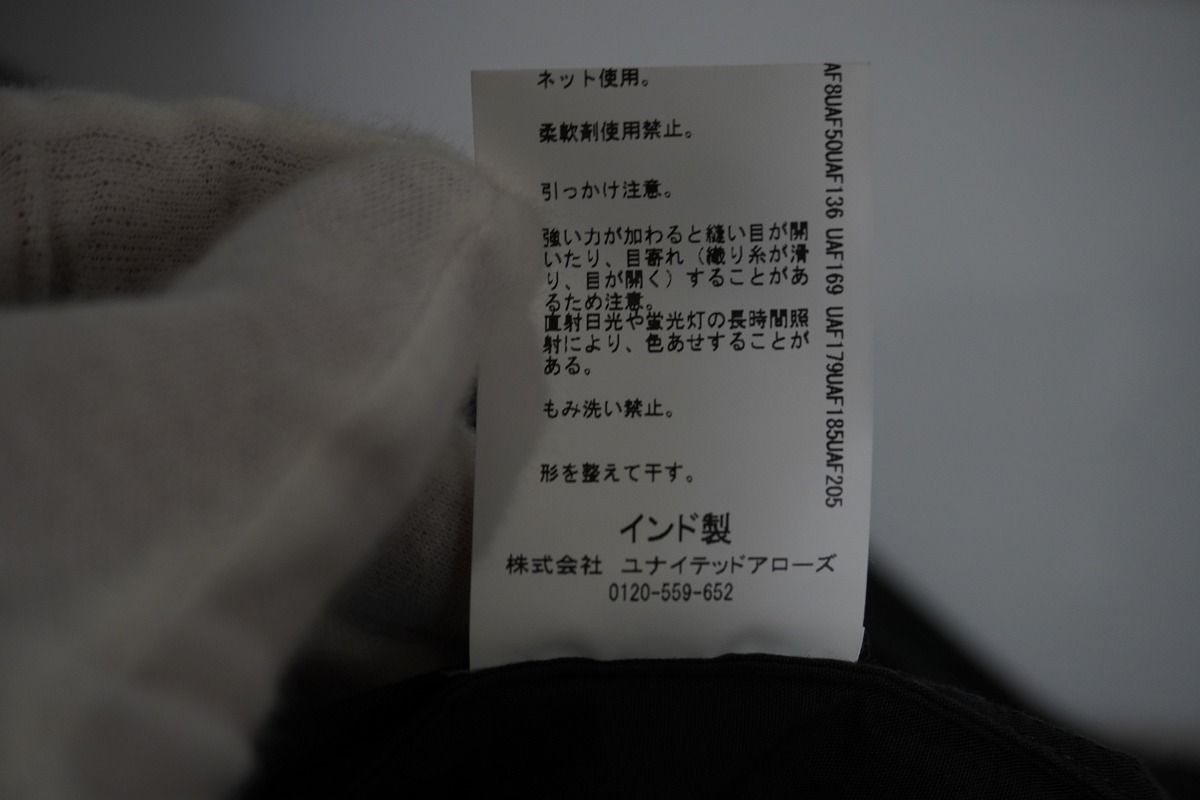 ネット使用。
柔軟剤使用禁止。
引っかけ注意。
強い力が加わると縫い目が開
いたり、目寄れ（織り糸が滑
り、目が開く）することがあ
るため注意。
直射日光や蛍光灯の長時間照
射により、色あせすることが
ある。
もみ洗い禁止。
形を整えて干す。
インド製
株式会社 ユナイテッドアローズ
0120-559-652
AF8UAF50UAF136 UAF169 UAF179UAF185UAF205